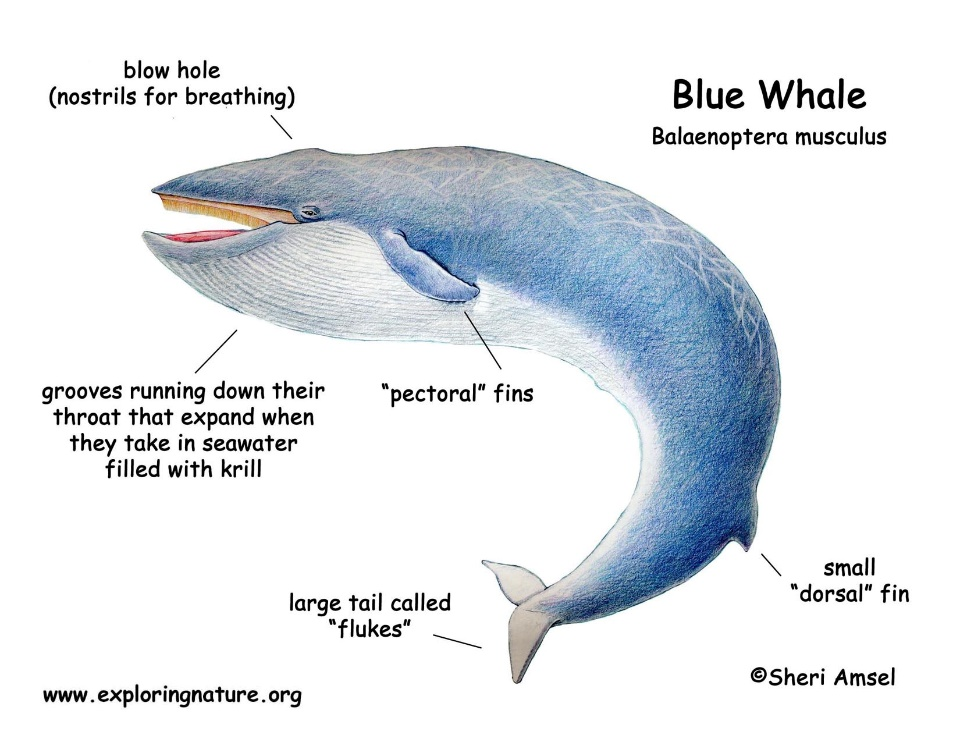 blow hole
(nostrils for breathing)
Blue Whale
Balaenoptera musculus
grooves running down their
throat that expand when
they take in seawater
filled with krill
“pectoral” fins
small
“dorsal” fin
large tail called
“flukes”
©Sheri Amsel
www.exploringnature.org